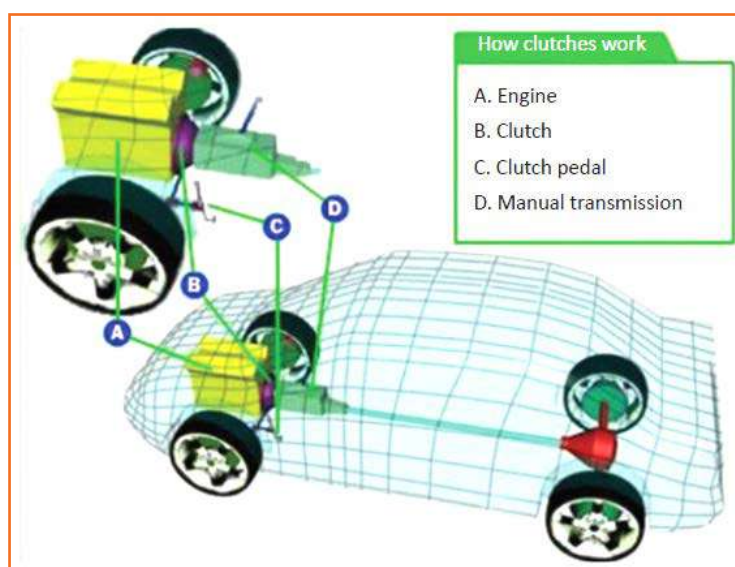 How clutches work
A. Engine
B. Clutch
C. Clutch pedal
D. Manual transmission
D
C
B
A